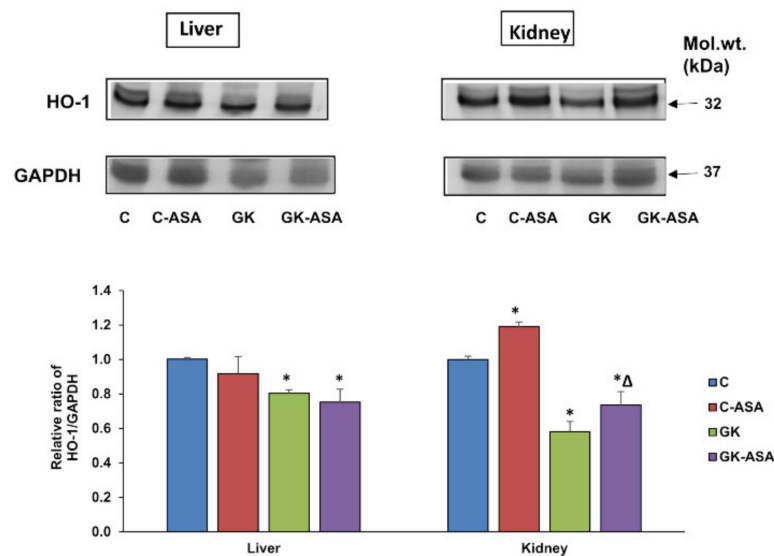 Liver
Kidney
Mol.wt.
(kDa)
HO-1
32
GAPDH
37
C C-ASA GK GK-ASA
C C-ASA GK GK-ASA
Relative ratio of
HO-1/GAPDH
1.4
1.2
1.0
0.8
0.6
0.4
0.2
0.0
*
*
*
*
*Δ
C
C-ASA
GK
GK-ASA
Liver
Kidney